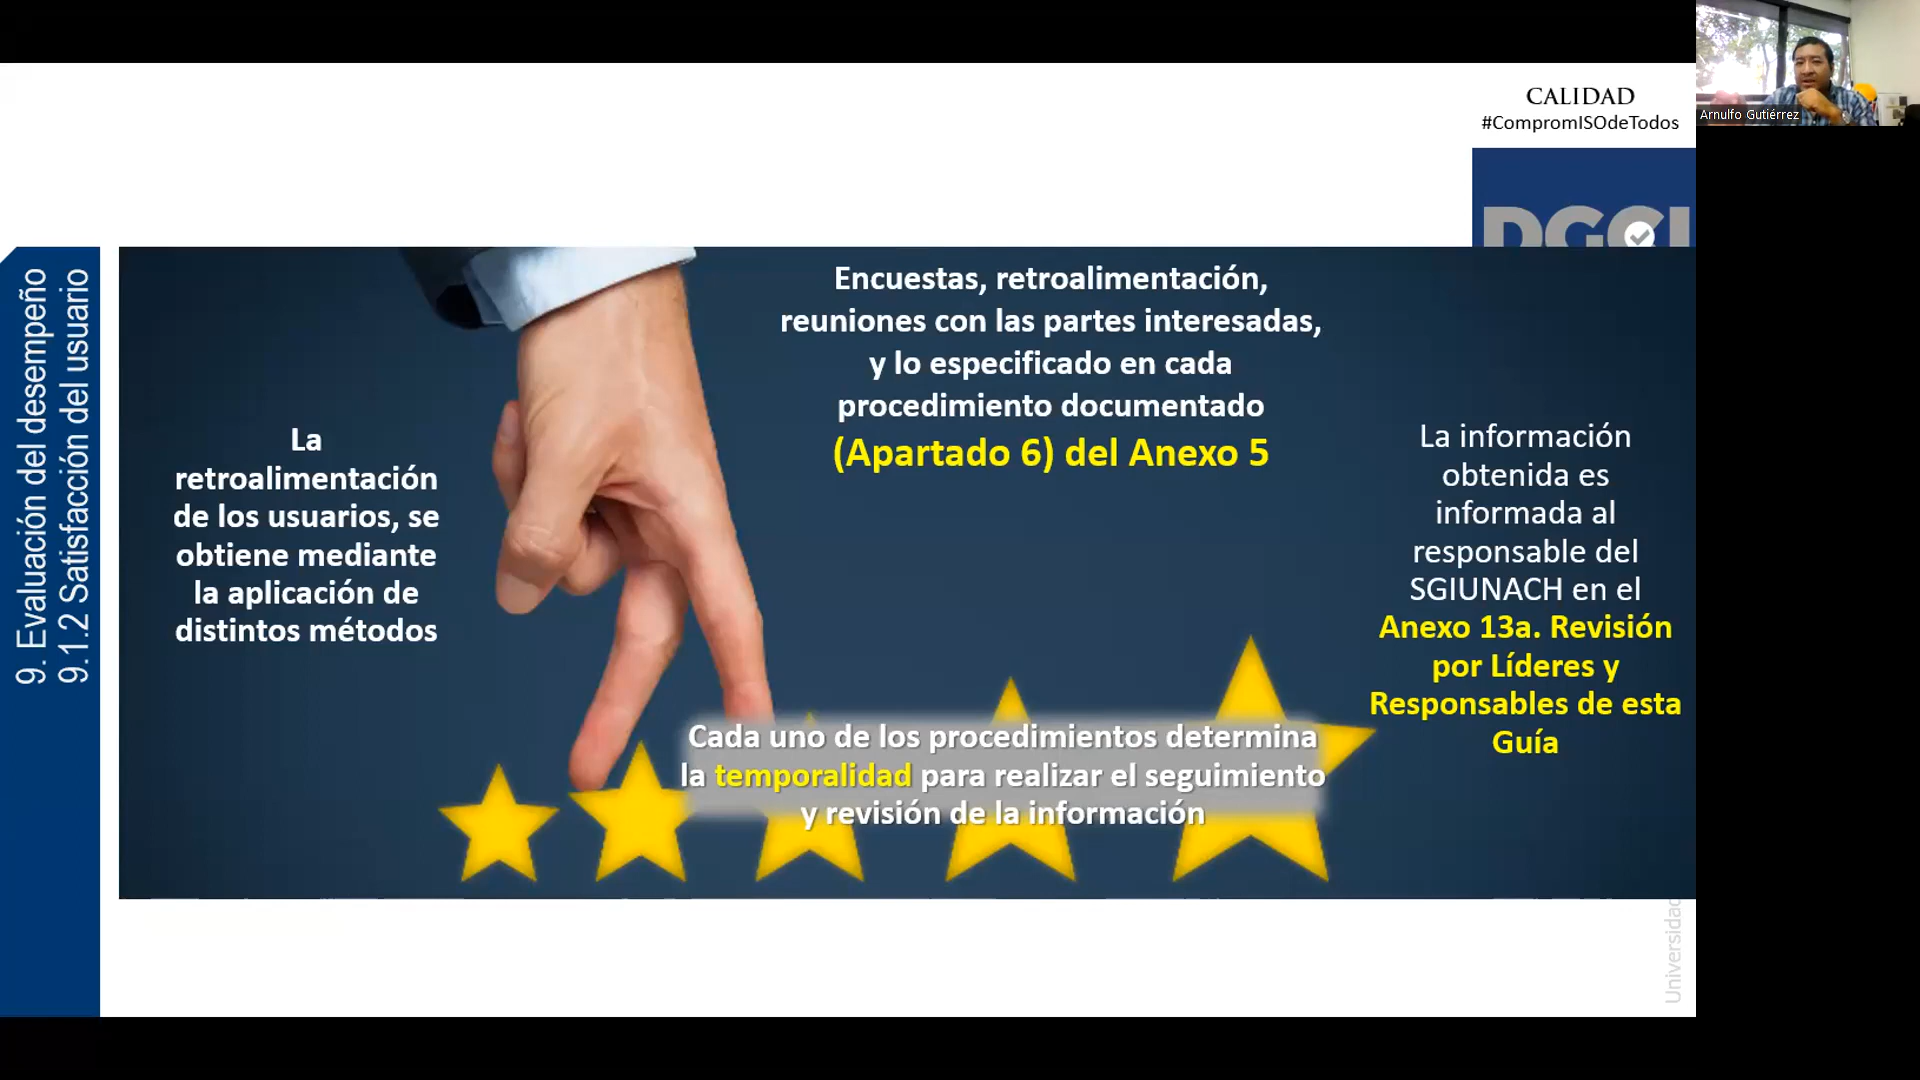 CALIDAD
#CompromISOdeTodos
Arnulfo Gutiérrez
DGCI
9. Evaluación del desempeño
9.1.2 Satisfacción del usuario
La
retroalimentación
de los usuarios, se
obtiene mediante
la aplicación de
distintos métodos
Encuestas, retroalimentación,
reuniones con las partes interesadas,
y lo especificado en cada
procedimiento documentado
(Apartado 6) del Anexo 5
La información
obtenida es
informada al
responsable del
SGIUNACH en el
Anexo 13a. Revisión
por Líderes y
Responsables de esta
Guía
Cada uno de los procedimientos determina
la temporalidad para realizar el seguimiento
y revisión de la información